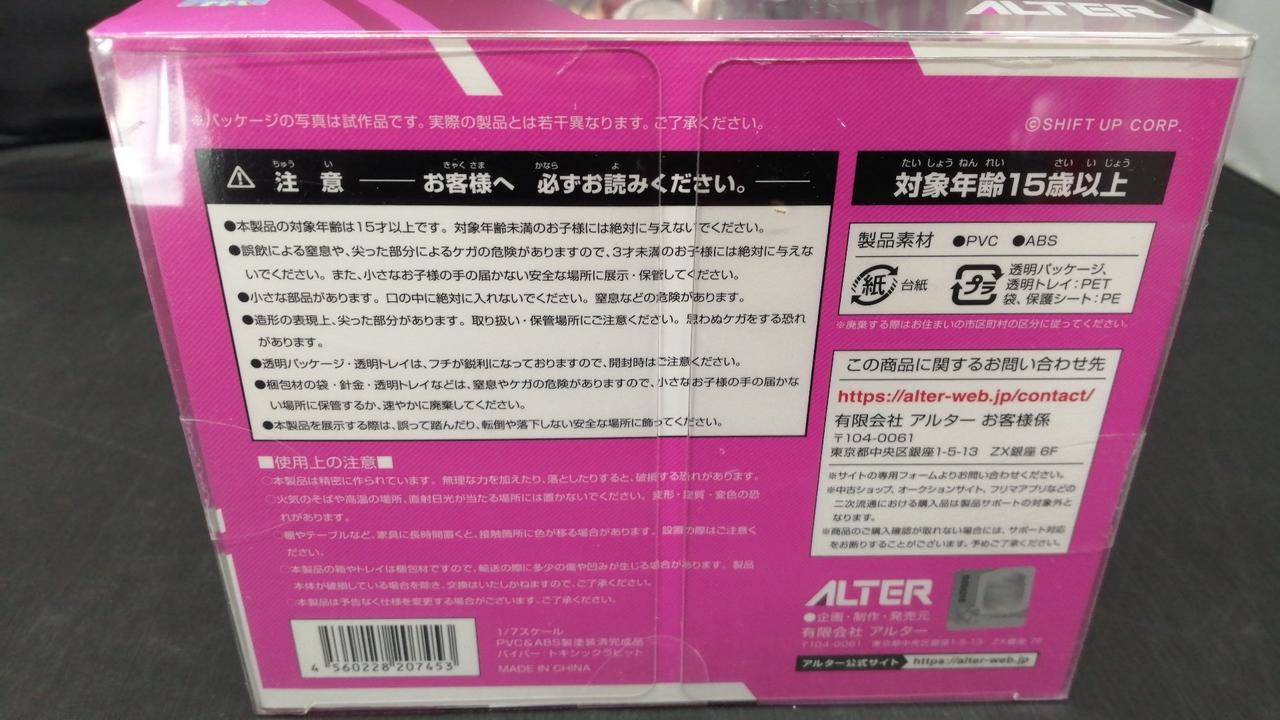 ALTER
※パッケージの写真は試作品です。実際の製品とは若干異なります。ご了承ください。
©SHIFT UP CORP.
ちゅう い きゃく さま かなら よ
注 意 お客様へ 必ずお読みください。
●本製品の対象年齢は15才以上です。対象年齢未満のお子様には絶対に与えないでください。
●誤飲による窒息や、尖った部分によるケガの危険がありますので、3才未満のお子様には絶対に与えな
いでください。また、小さなお子様の手の届かない安全な場所に展示・保管してください。
●小さな部品があります。口の中に絶対に入れないでください。窒息などの危険があります。
●造形の表現上、尖った部分があります。取り扱い・保管場所にご注意ください。思わぬケガをする恐れ
があります。
●透明パッケージ・透明トレイは、フチが鋭利になっておりますので、開封時はご注意ください。
●梱包材の袋・針金・透明トレイなどは、窒息やケガの危険がありますので、小さなお子様の手の届かな
い場所に保管するか、速やかに廃棄してください。
●本製品を展示する際は、誤って踏んだり、転倒や落下しない安全な場所に飾ってください。
■使用上の注意■
○本製品は精密に作られています。無理な力を加えたり、落としたりすると、破損する恐れがあります。
○火気のそばや高温の場所、直射日光が当たる場所には置かないでください。変形・変質・変色の恐
れがあります。
○棚やテーブルなど、家具に長時間置くと、接触箇所に色が移る場合があります。設置の際はご注意く
ださい。
○本製品の箱やトレイは梱包材ですので、輸送の際に多少の傷や凹みが生じる場合があります。製品
本体が破損している場合を除き、交換はいたしかねますので、ご了承ください。
○本製品は予告なく仕様を変更する場合がございます。ご了承ください。
4 560228 207453
1/7スケール
PVC&ABS製塗装済完成品
バイパー:トキシックラビット
MADE IN CHINA
たい しょう ねん れい さい い じょう
対象年齢15歳以上
製品素材 ●PVC ●ABS
紙 台紙
プラ 透明パッケージ、
透明トレイ:PET
袋、保護シート:PE
※廃棄する際はお住まいの市区町村の区分に従ってください。
この商品に関するお問い合わせ先
https://alter-web.jp/contact/
有限会社 アルター お客様係
〒104-0061
東京都中央区銀座1-5-13 ZX銀座 6F
※サイトの専用フォームよりお問い合わせください。
※中古ショップ、オークションサイト、フリマアプリなどの
二次流通における購入品は製品サポートの対象外と
なります。
※商品のご購入確認が取れない場合には、サポート対応
をお断りすることがございます。予めご了承ください。
ALTER
●企画・制作・発売元
有限会社 アルター
〒104-0061 東京都中央区銀座1-5-13 ZX銀座 7F
アルター公式サイト https://alter-web.jp